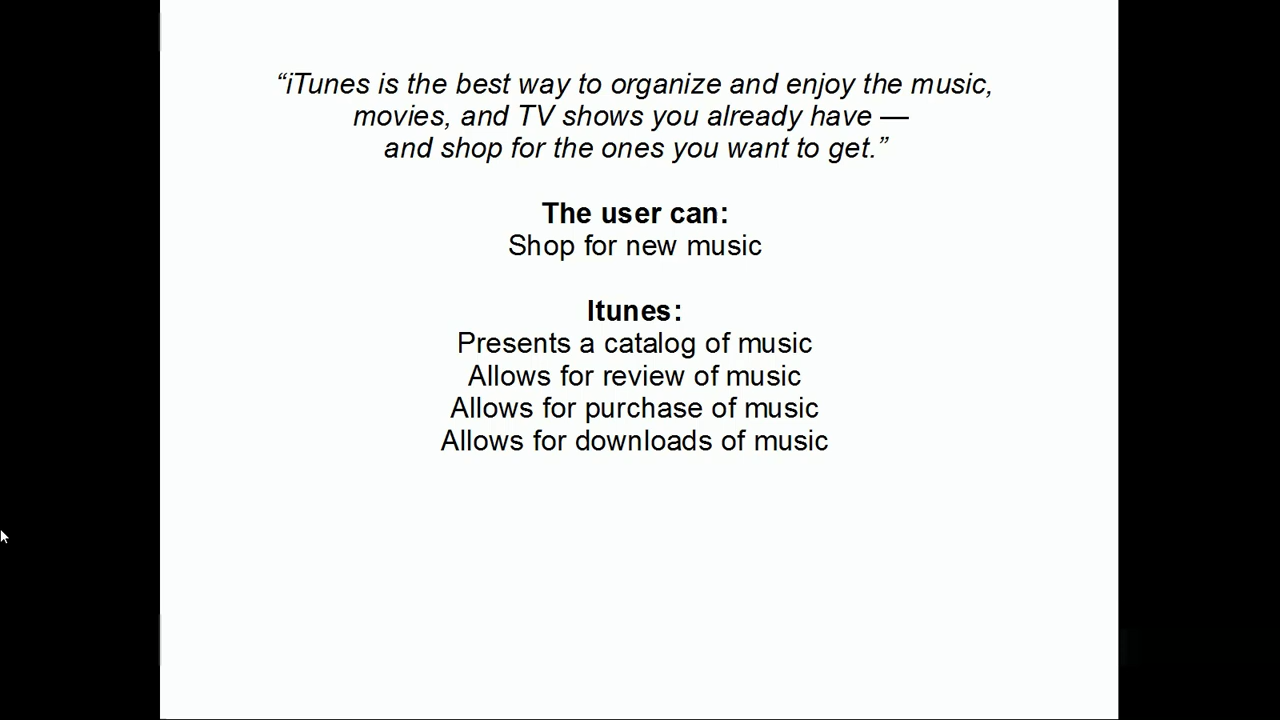 “iTunes is the best way to organize and enjoy the music,
movies, and TV shows you already have —
and shop for the ones you want to get.”
The user can:
Shop for new music
Itunes:
Presents a catalog of music
Allows for review of music
Allows for purchase of music
Allows for downloads of music